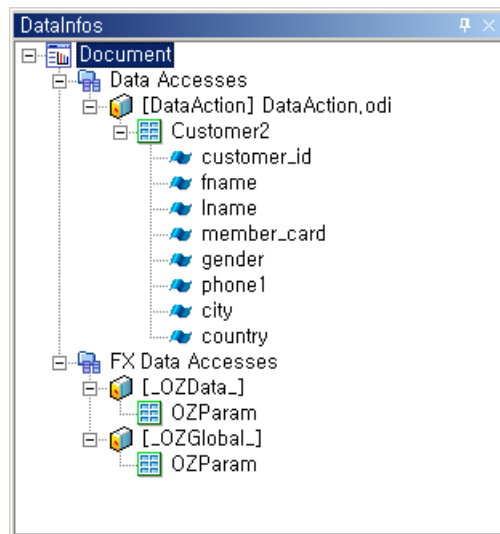 DataInfos
Document
Data Accesses
[DataAction] DataAction,odi
Customer2
customer_id
fname
lname
member_card
gender
phone1
city
country
FX Data Accesses
[_OZData_]
OZParam
[_OZGlobal_]
OZParam